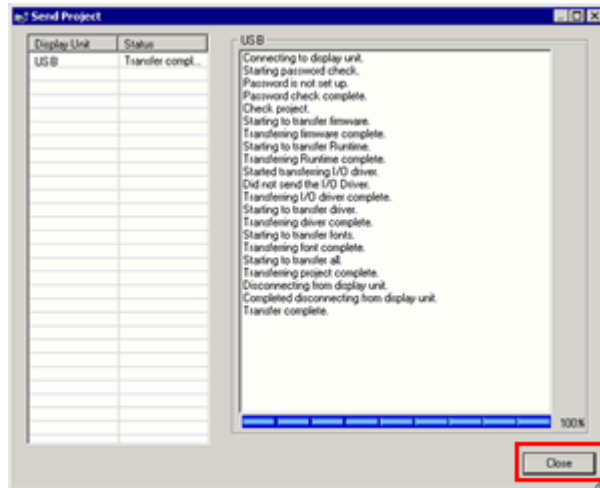 Send Project
Display Unit Status
USB Transfer compl...
USB
Connecting to display unit.
Starting password check.
Password is not set up.
Password check complete.
Check project.
Starting to transfer firmware.
Transferring firmware complete.
Starting to transfer Runtime.
Transferring Runtime complete.
Started transferring I/O driver.
Did not send the I/O Driver.
Transferring I/O driver complete.
Starting to transfer driver.
Transferring driver complete.
Starting to transfer fonts.
Transferring font complete.
Starting to transfer all.
Transferring project complete.
Disconnecting from display unit.
Completed disconnecting from display unit.
Transfer complete.
100%
Close